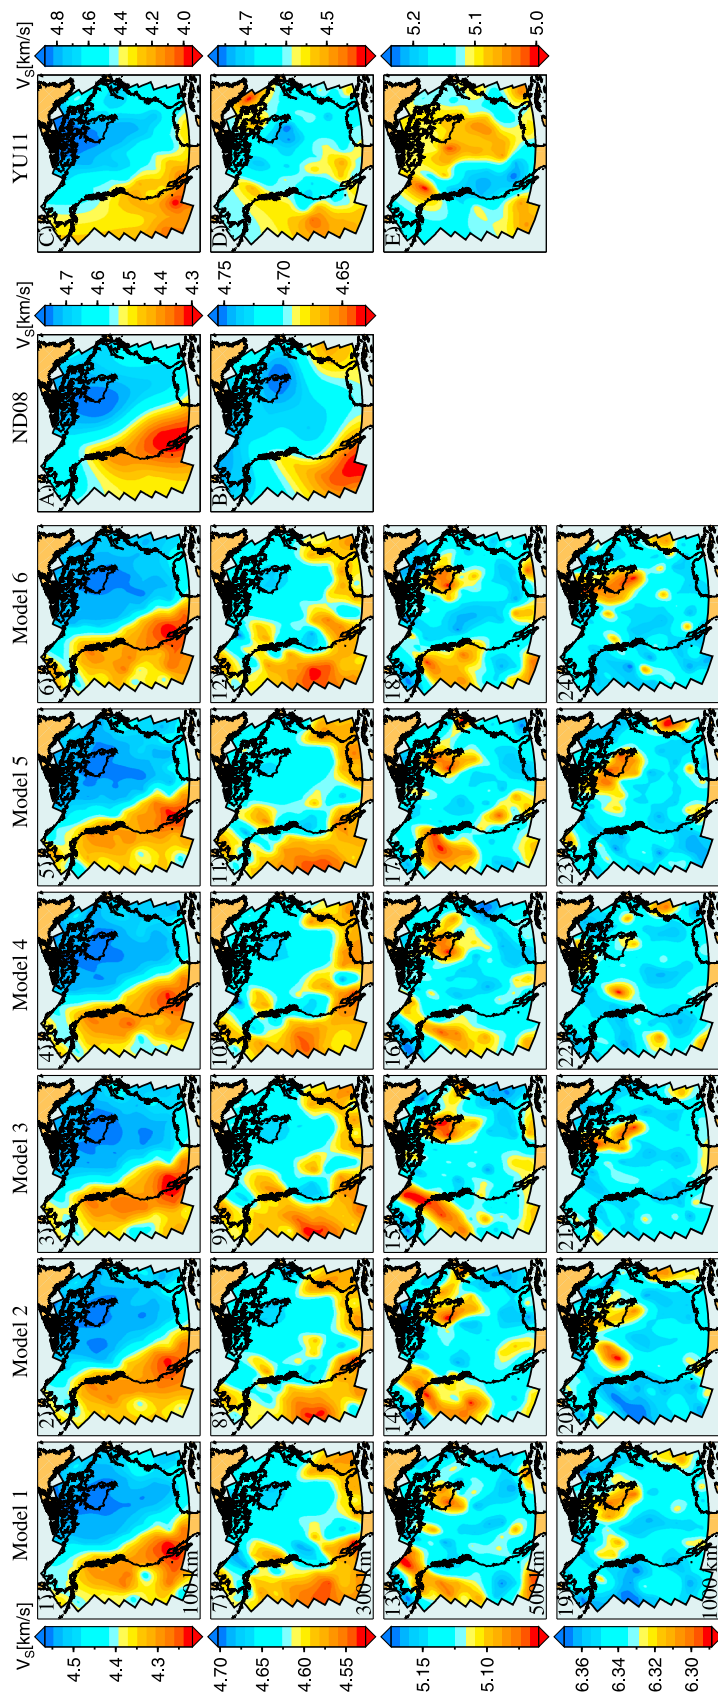 V_S[km/s] Model 1 Model 2 Model 3 Model 4 Model 5 Model 6 ND08 V_S[km/s] YU11 V_S[km/s]
4.5 4.4 4.3
1) 100 km 2) 3) 4) 5) 6) A)
4.7 4.6 4.5 4.4 4.3
C)
4.8 4.6 4.4 4.2 4.0
4.70 4.65 4.60 4.55
7) 300 km 8) 9) 10) 11) 12) B)
4.75 4.70 4.65
D)
4.7 4.6 4.5
5.15 5.10
13) 500 km 14) 15) 16) 17) 18) E)
5.2 5.1 5.0
6.36 6.34 6.32 6.30
19) 1000 km 20) 21) 22) 23) 24)